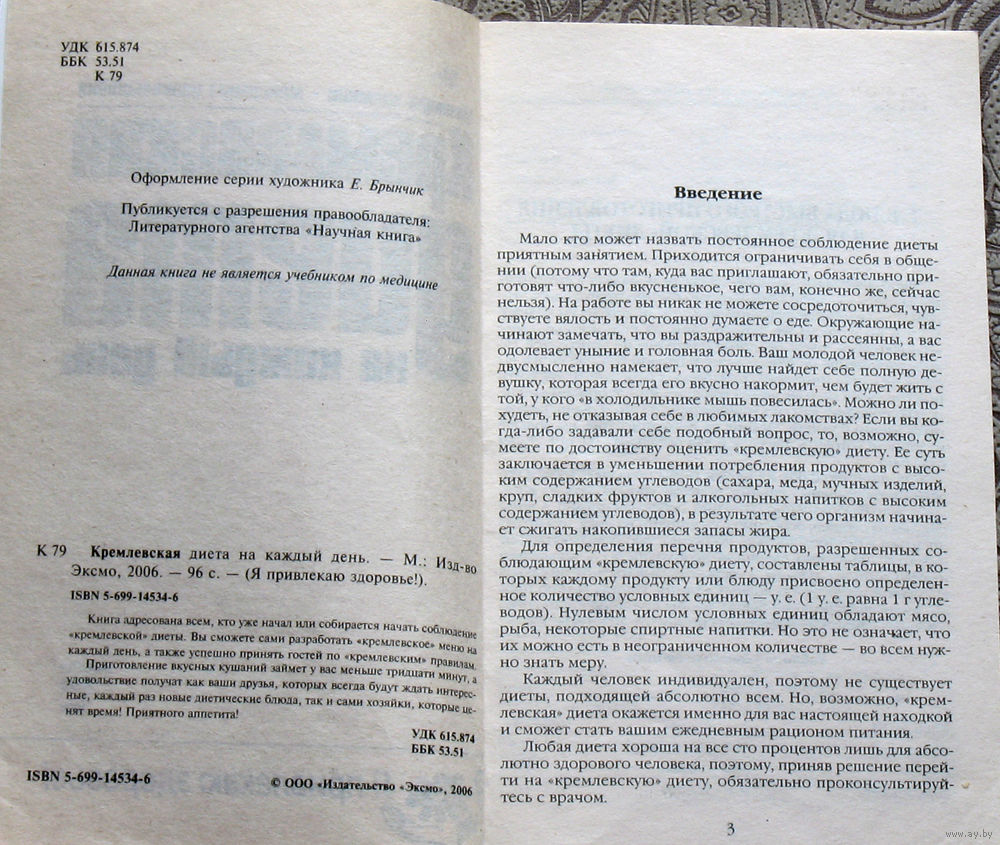 УДК 615.874
ББК 53.51
К 79
Оформление серии художника Е. Брынчик
Публикуется с разрешения правообладателя:
Литературного агентства «Научная книга»
Данная книга не является учебником по медицине
К 79 Кремлевская диета на каждый день. — М.: Изд-во
Эксмо, 2006. — 96 с. — (Я привлекаю здоровье!).
ISBN 5-699-14534-6
Книга адресована всем, кто уже начал или собирается начать соблюдение
«кремлевской» диеты. Вы сможете сами разработать «кремлевское» меню на
каждый день, а также успешно принять гостей по «кремлевским» правилам.
Приготовление вкусных кушаний займет у вас меньше тридцати минут, а
удовольствие получат как ваши друзья, которых всегда будут ждать интерес-
ные, каждый раз новые диетические блюда, так и сами хозяйки, которые це-
нят время! Приятного аппетита!
УДК 615.874
ББК 53.51
ISBN 5-699-14534-6
© ООО «Издательство «Эксмо», 2006
Введение
Мало кто может назвать постоянное соблюдение диеты
приятным занятием. Приходится ограничивать себя в обще-
нии (потому что там, куда вас приглашают, обязательно при-
готовят что-либо вкусненькое, чего вам, конечно же, сейчас
нельзя). На работе вы никак не можете сосредоточиться, чув-
ствуете вялость и постоянно думаете о еде. Окружающие на-
чинают замечать, что вы раздражительны и рассеянны, а вас
одолевает уныние и головная боль. Ваш молодой человек не-
двусмысленно намекает, что лучше найдет себе полную де-
вушку, которая всегда его вкусно накормит, чем будет жить с
той, у кого «в холодильнике мышь повесилась». Можно ли по-
худеть, не отказывая себе в любимых лакомствах? Если вы ко-
гда-либо задавали себе подобный вопрос, то, возможно, су-
меете по достоинству оценить «кремлевскую» диету. Ее суть
заключается в уменьшении потребления продуктов с высо-
ким содержанием углеводов (сахара, меда, мучных изделий,
круп, сладких фруктов и алкогольных напитков с высоким
содержанием углеводов), в результате чего организм начина-
ет сжигать накопившиеся запасы жира.
Для определения перечня продуктов, разрешенных со-
блюдающим «кремлевскую» диету, составлены таблицы, в ко-
торых каждому продукту или блюду присвоено определен-
ное количество условных единиц — у. е. (1 у. е. равна 1 г угле-
водов). Нулевым числом условных единиц обладают мясо,
рыба, некоторые спиртные напитки. Но это не означает, что
их можно есть в неограниченном количестве — во всем нуж-
но знать меру.
Каждый человек индивидуален, поэтому не существует
диеты, подходящей абсолютно всем. Но, возможно, «крем-
левская» диета окажется именно для вас настоящей находкой
и сможет стать вашим ежедневным рационом питания.
Любая диета хороша на все сто процентов лишь для абсо-
лютно здорового человека, поэтому, приняв решение перей-
ти на «кремлевскую» диету, обязательно проконсультируй-
тесь с врачом.
3
www.ay.by